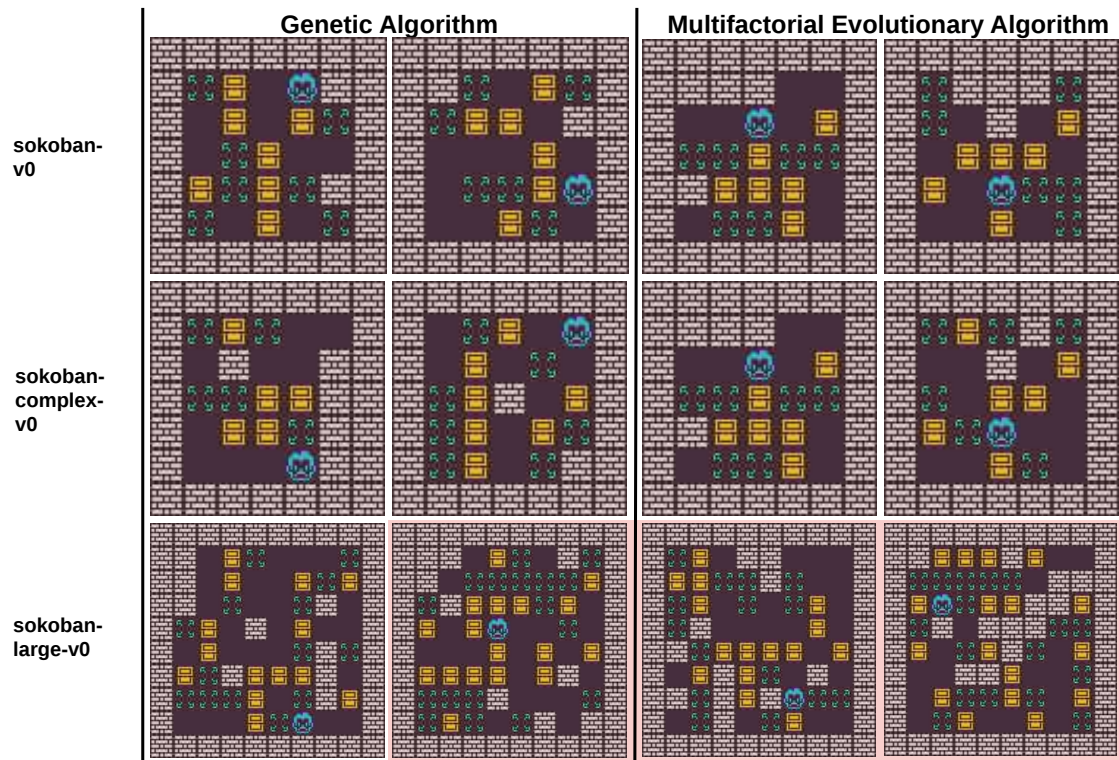 Genetic Algorithm
Multifactorial Evolutionary Algorithm
sokoban-
v0
sokoban-
complex-
v0
sokoban-
large-v0